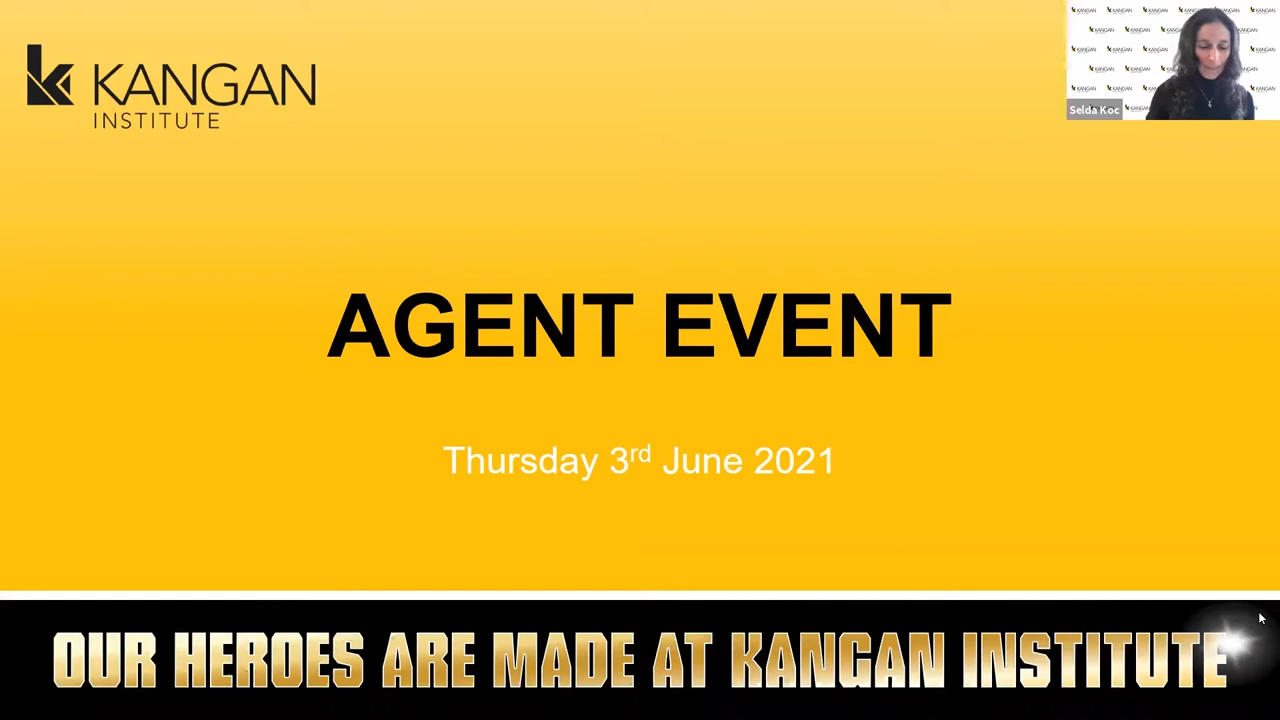 KANGAN
INSTITUTE
Selda Koc
AGENT EVENT
Thursday 3rd June 2021
OUR HEROES ARE MADE AT KANGAN INSTITUTE